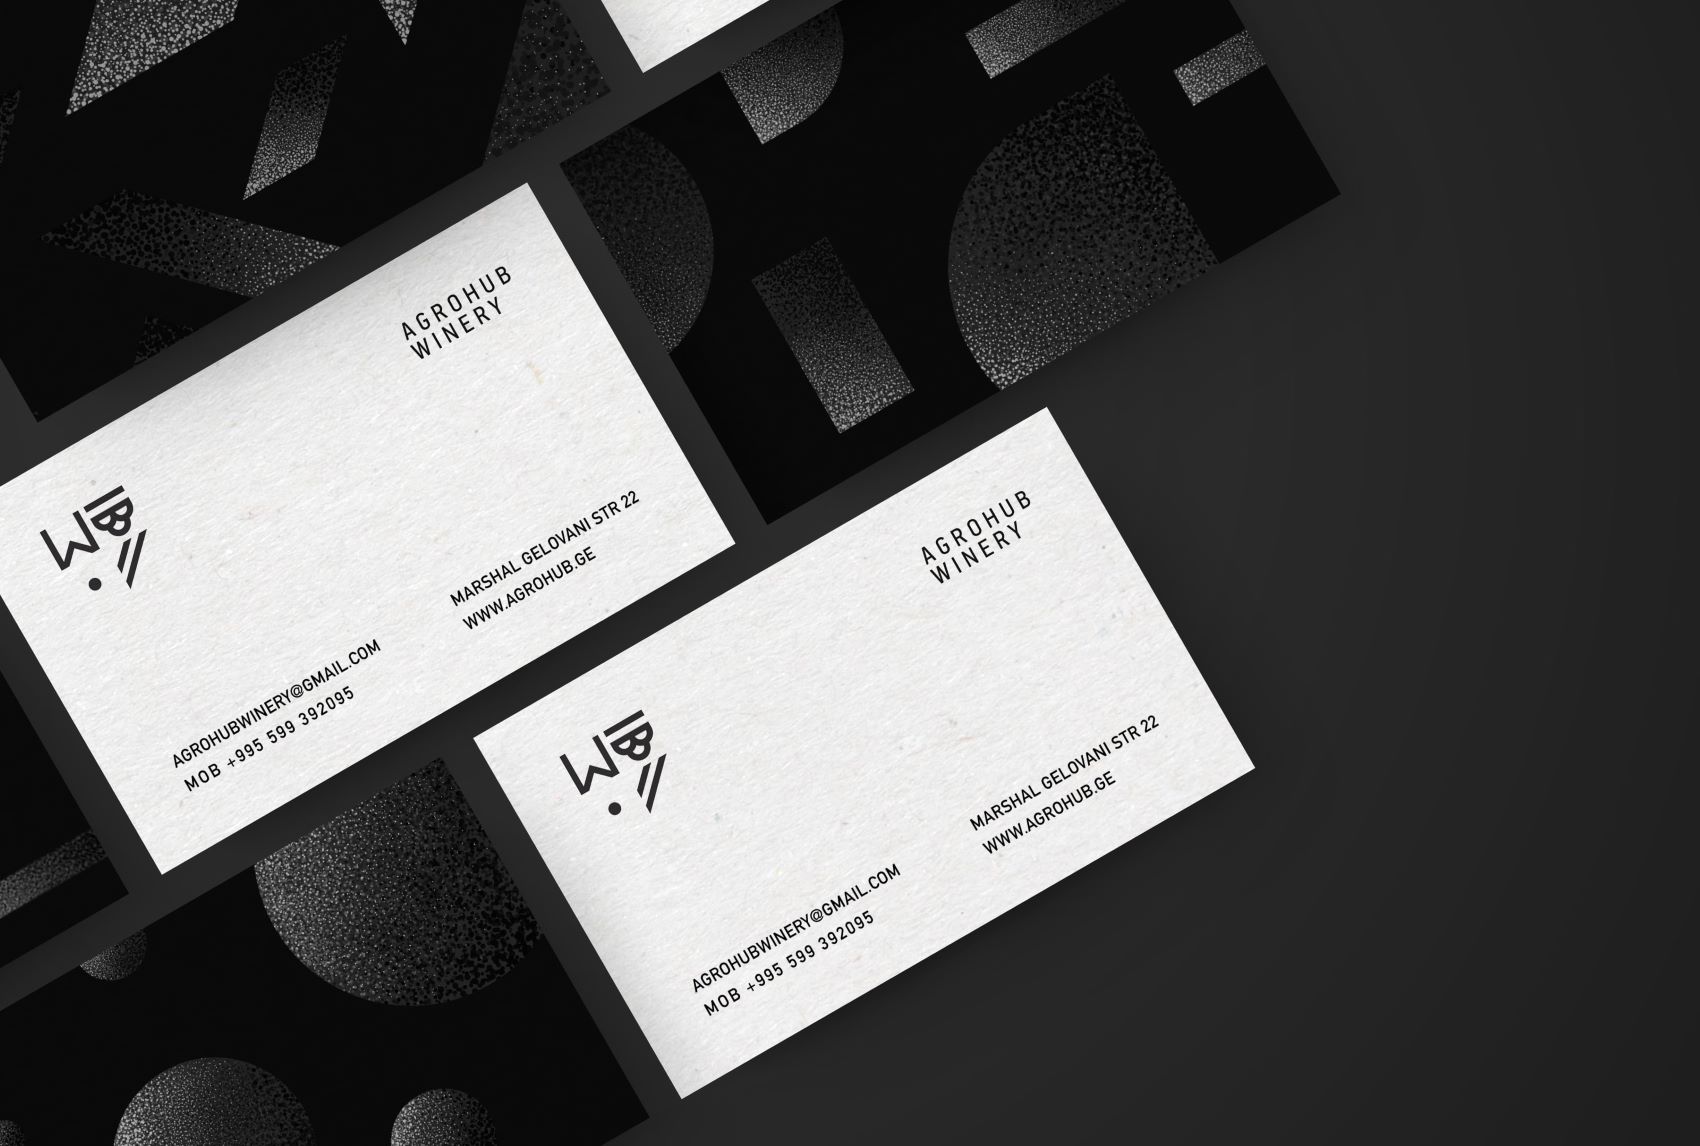 AGROHUB
WINERY
WB
MARSHAL GELOVANI STR 22
WWW.AGROHUB.GE
AGROHUBWINERY@GMAIL.COM
MOB +995 599 392095
AGROHUB
WINERY
WB
MARSHAL GELOVANI STR 22
WWW.AGROHUB.GE
AGROHUBWINERY@GMAIL.COM
MOB +995 599 392095